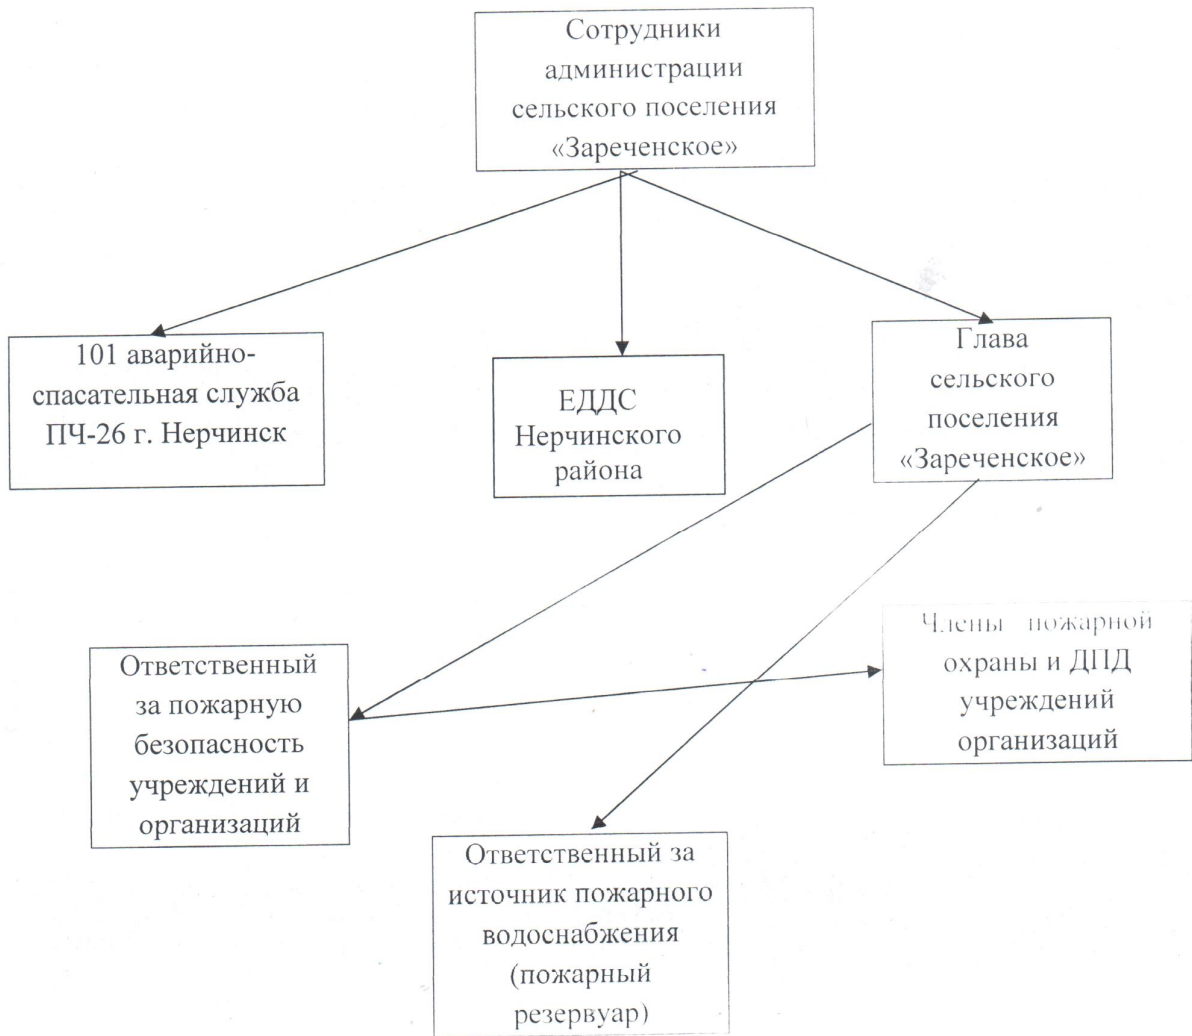 Сотрудники
администрации
сельского поселения
«Зареченское»
101 аварийно-
спасательная служба
ПЧ-26 г. Нерчинск
ЕДДС
Нерчинского
района
Глава
сельского
поселения
«Зареченское»
Ответственный
за пожарную
безопасность
учреждений и
организаций
Члены пожарной
охраны и ДПД
учреждений
организаций
Ответственный за
источник пожарного
водоснабжения
(пожарный
резервуар)